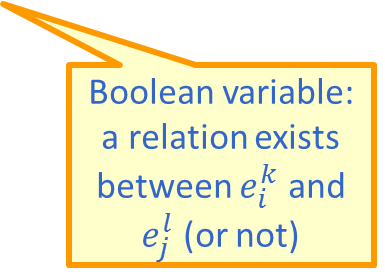 Boolean variable:
a relation exists
between $e_i^k$ and
$e_j^l$ (or not)